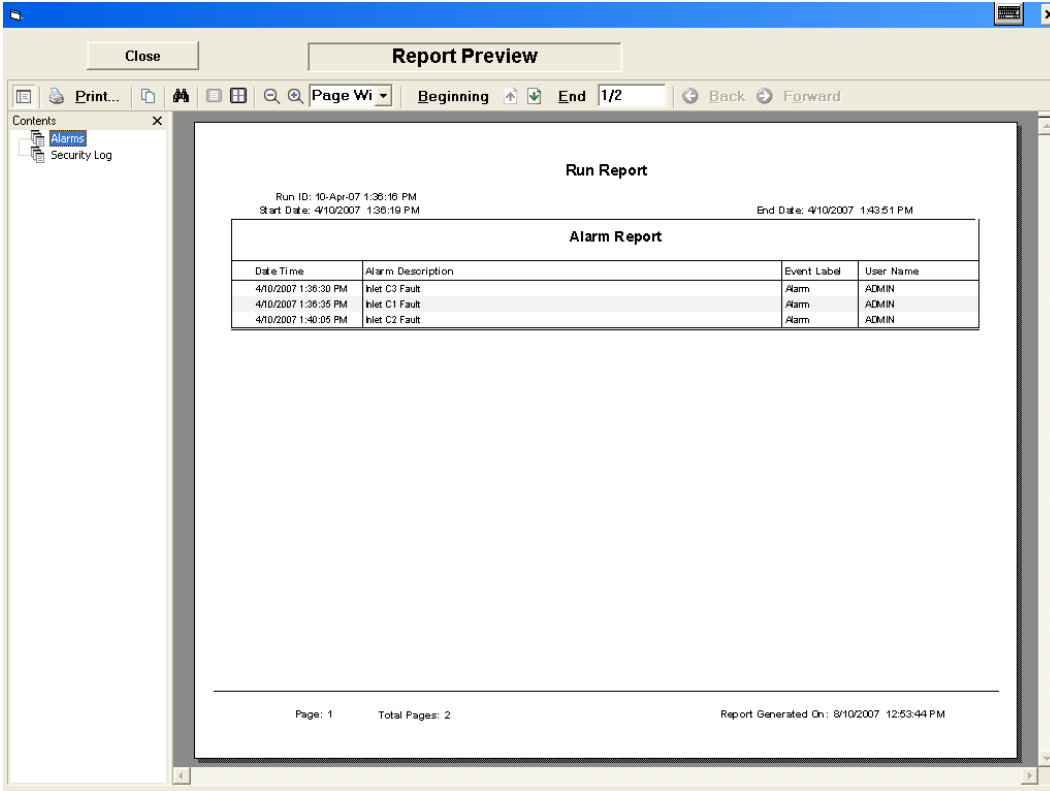 Close
Report Preview
Print...
Page Wi
Beginning
End
1/2
Back
Forward
Contents
Alarms
Security Log
Run Report
Run ID: 10-Apr-07 1:36:16 PM
Start Date: 4/10/2007 1:36:19 PM
End Date: 4/10/2007 1:43:51 PM
Alarm Report
Date Time Alarm Description Event Label User Name
4/10/2007 1:36:30 PM Inlet C3 Fault Alarm ADMIN
4/10/2007 1:36:35 PM Inlet C1 Fault Alarm ADMIN
4/10/2007 1:40:05 PM Inlet C2 Fault Alarm ADMIN
Page: 1 Total Pages: 2 Report Generated On: 8/10/2007 12:53:44 PM